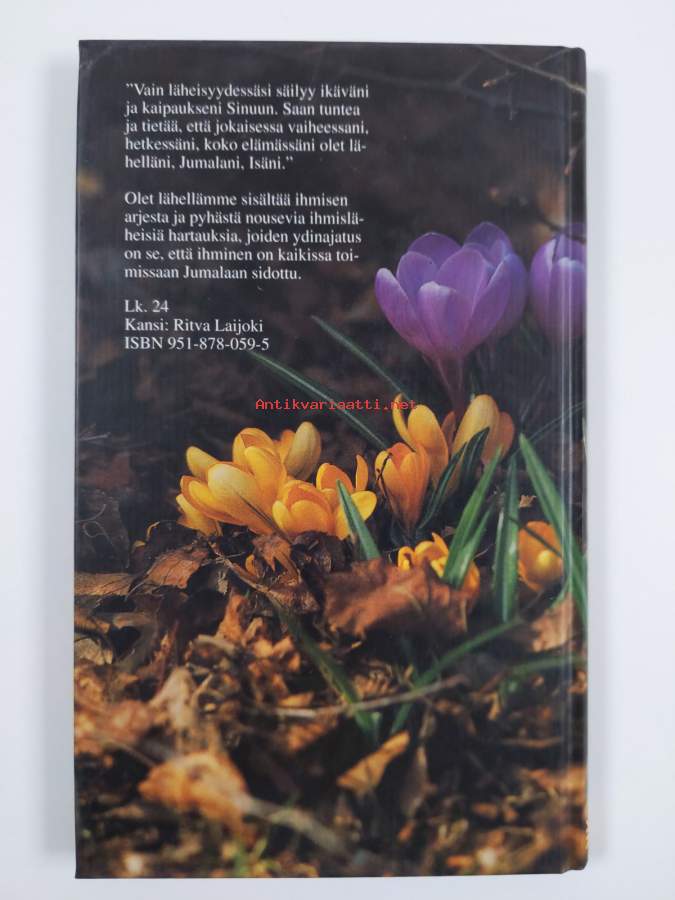 ”Vain läheisyydessäsi säilyy ikäväni
ja kaipaukseni Sinuun. Saan tuntea
ja tietää, että jokaisessa vaiheessani,
hetkessäni, koko elämässäni olet lä-
helläni, Jumalani, Isäni.”
Olet lähellämme sisältää ihmisen
arjesta ja pyhästä nousevia ihmislä-
heisiä hartauksia, joiden ydinajatus
on se, että ihminen on kaikissa toi-
missaan Jumalaan sidottu.
Lk. 24
Kansi: Ritva Laijoki
ISBN 951-878-059-5
Antikvariaatti.net